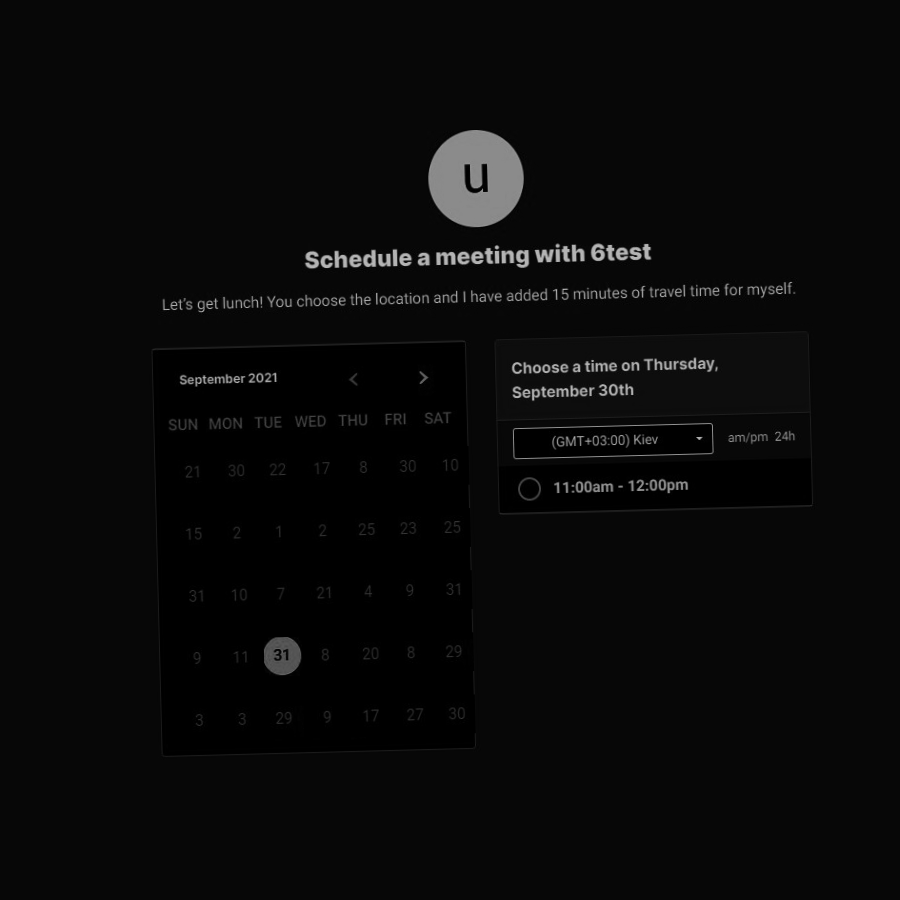 u
Schedule a meeting with 6test
Let's get lunch! You choose the location and I have added 15 minutes of travel time for myself.
September 2021
SUN MON TUE WED THU FRI SAT
21 30 22 17 8 30 10
15 2 1 2 25 23 25
31 10 7 21 4 9 31
9 11 31 8 20 8 29
3 3 29 9 17 27 30
Choose a time on Thursday,
September 30th
(GMT+03:00) Kiev
am/pm 24h
11:00am - 12:00pm